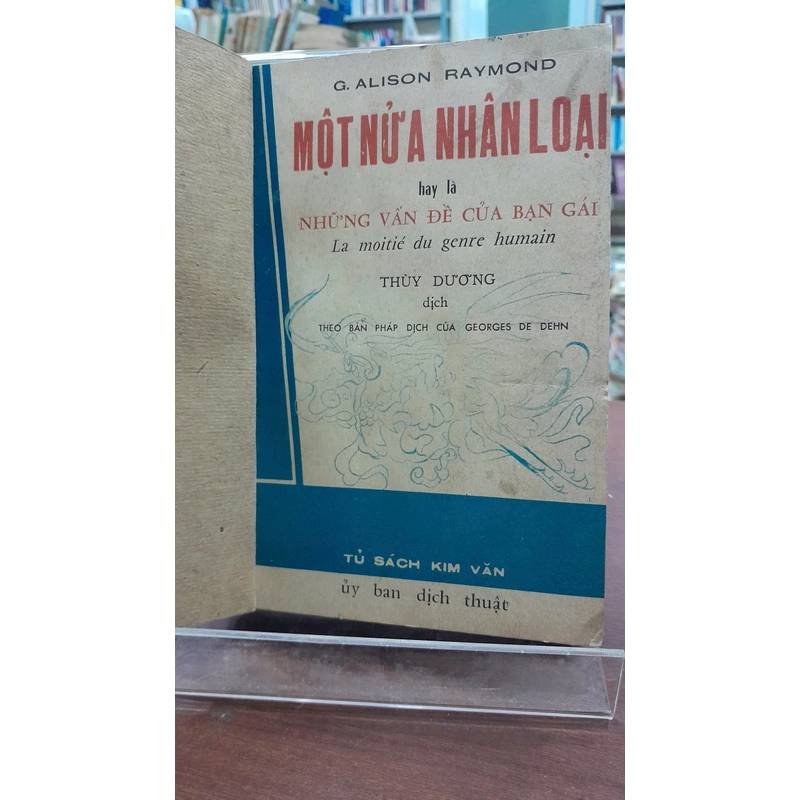 G. ALISON RAYMOND
MỘT NỬA NHÂN LOẠI
hay là
NHỮNG VẤN ĐỀ CỦA BẠN GÁI
La moitié du genre humain
THÙY DƯƠNG
dịch
THEO BẢN PHÁP DỊCH CỦA GEORGES DE DEHN
TỦ SÁCH KIM VĂN
ủy ban dịch thuật